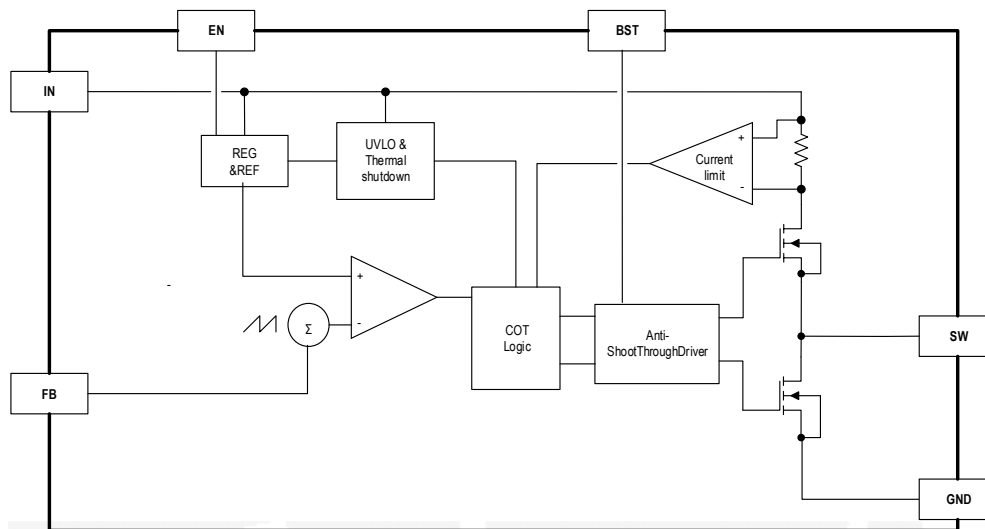 EN
BST
IN
REG
&REF
UVLO &
Thermal
shutdown
+
Current
limit
-
+
-
Σ
COT
Logic
Anti-
ShootThroughDriver
SW
FB
GND
-